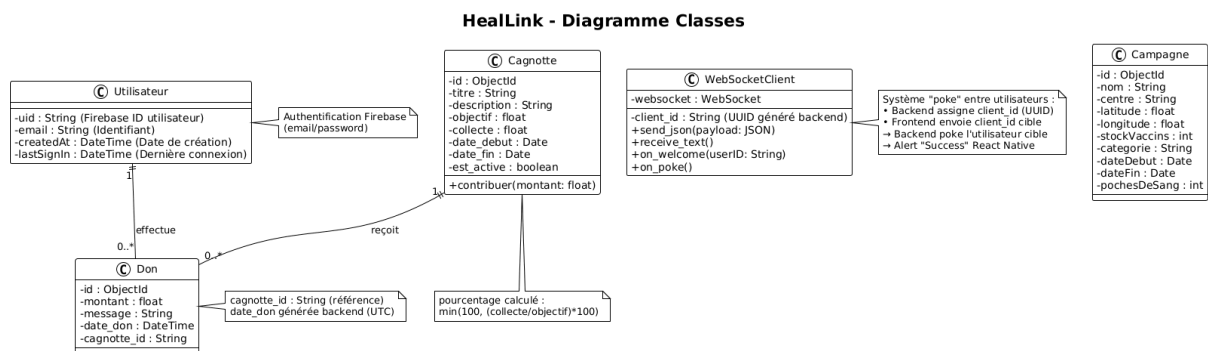 HealLink - Diagramme Classes
C Utilisateur
-uid : String (Firebase ID utilisateur)
-email : String (Identifiant)
-createdAt : DateTime (Date de création)
-lastSignIn : DateTime (Dernière connexion)
Authentification Firebase
(email/password)
C Cagnotte
-id : ObjectId
-titre : String
-description : String
-objectif : float
-collecte : float
-date_debut : Date
-date_fin : Date
-est_active : boolean
+contribuer(montant: float)
C WebSocketClient
-websocket : WebSocket
-client_id : String (UUID généré backend)
+send_json(payload: JSON)
+receive_text()
+on_welcome(userID: String)
+on_poke()
Système "poke" entre utilisateurs :
• Backend assigne client_id (UUID)
• Frontend envoie client_id cible
→ Backend poke l'utilisateur cible
→ Alert "Success" React Native
C Campagne
-id : ObjectId
-nom : String
-centre : String
-latitude : float
-longitude : float
-stockVaccins : int
-categorie : String
-dateDebut : Date
-dateFin : Date
-pochesDeSang : int
1
effectue
0..*
1
reçoit
0..*
C Don
-id : ObjectId
-montant : float
-message : String
-date_don : DateTime
-cagnotte_id : String
cagnotte_id : String (référence)
date_don générée backend (UTC)
pourcentage calculé :
min(100, (collecte/objectif)*100)